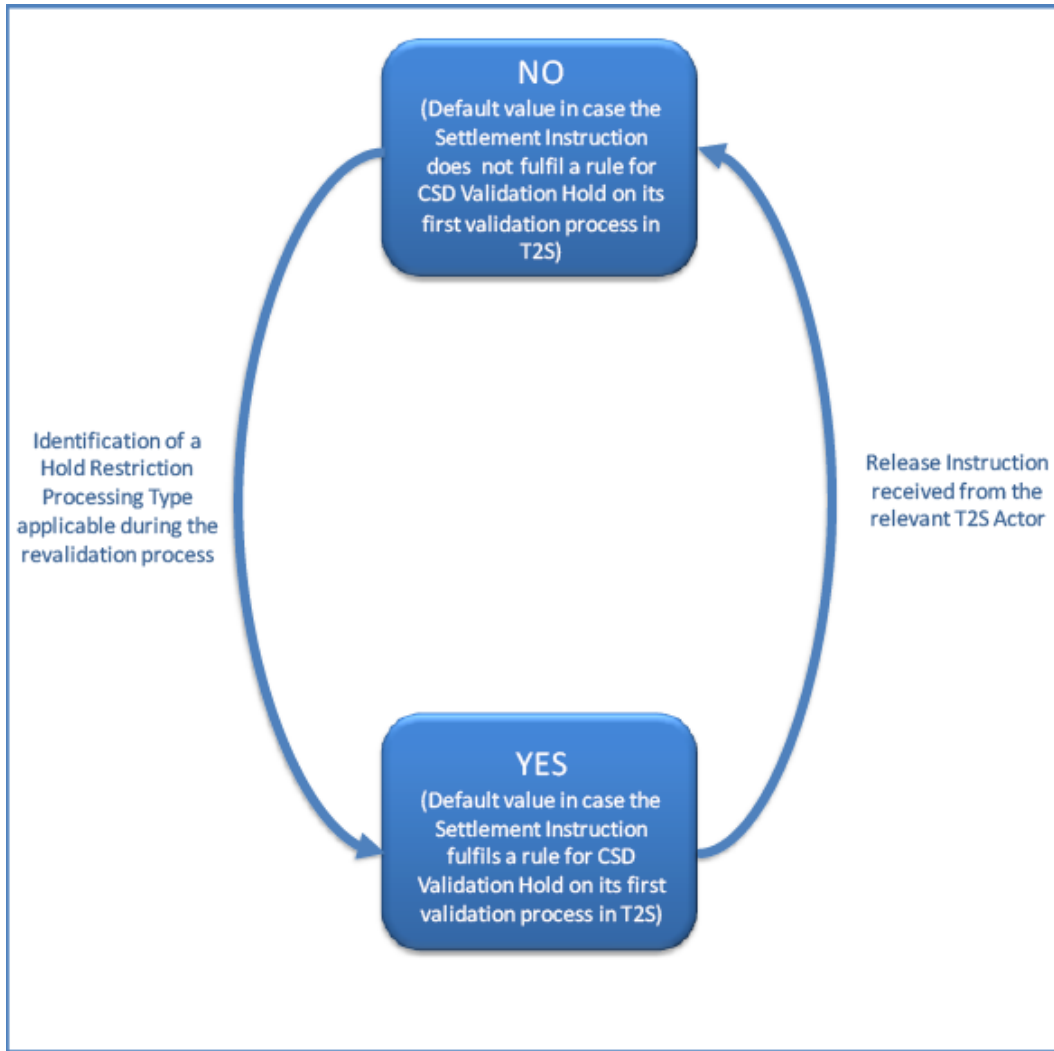 NO
(Default value in case the
Settlement Instruction
does not fulfil a rule for
CSD Validation Hold on its
first validation process in
T2S)
Identification of a
Hold Restriction
Processing Type
applicable during the
revalidation process
Release Instruction
received from the
relevant T2S Actor
YES
(Default value in case the
Settlement Instruction
fulfils a rule for CSD
Validation Hold on its first
validation process in T2S)